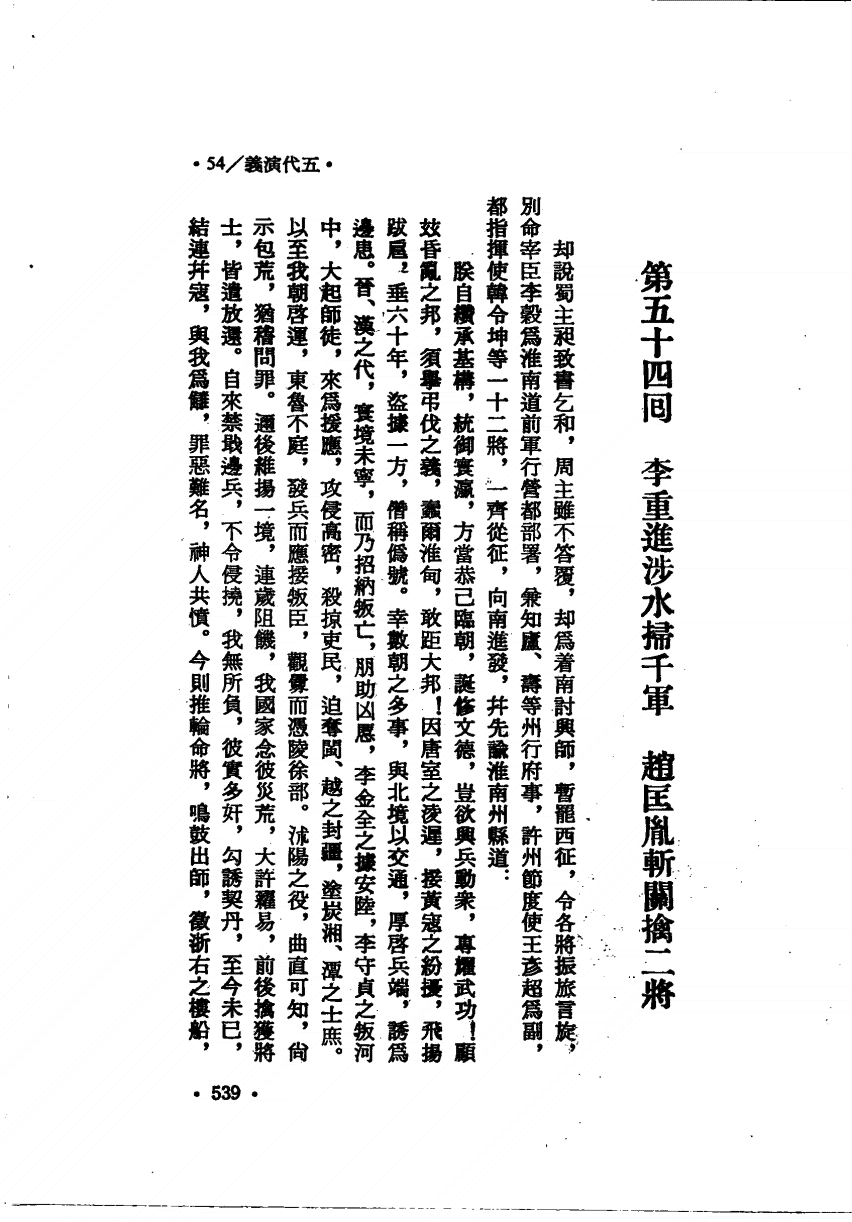 •54/義演代五•
第五十四回　李重進涉水掃千軍　趙匡胤斬關擒二將
却說蜀主昶致書乞和，周主雖不答覆，却爲着南討興師，暫罷西征，令各將振旅言旋，
別命宰臣李穀爲淮南道前軍行營都部署，兼知廬、壽等州行府事，許州節度使王彥超爲副，
都指揮使韓令坤等一十二將，一齊從征，向南進發，幷先諭淮南州縣道：
朕自纘承基構，統御寰瀛，方當恭己臨朝，誕修文德，豈欲興兵動衆，專耀武功！顧
玆昏亂之邦，須舉弔伐之義，蠢爾淮甸，敢距大邦！因唐室之淩遲，接黃寇之紛擾，飛揚
跋扈，垂六十年，盜據一方，僭稱僞號。幸數朝之多事，與北境以交通，厚啓兵端，誘爲
邊患。晉、漢之代，寰境未寧，而乃招納叛亡，朋助凶慝，李金全之據安陸，李守貞之叛河
中，大起師徒，來爲援應，攻侵高密，殺掠吏民，迫奪閩、越之封疆，塗炭湘、潭之士庶。
以至我朝啓運，東魯不庭，發兵而應接叛臣，觀釁而憑陵徐部。沭陽之役，曲直可知，尙
示包荒，猶稽問罪。邇後維揚一境，連歲阻饑，我國家念彼災荒，大許糴易，前後擒獲將
士，皆遣放還。自來禁戢邊兵，不令侵撓，我無所負，彼實多奸，勾誘契丹，至今未已，
結連幷寇，與我爲讎，罪惡難名，神人共憤。今則推輪命將，鳴鼓出師，徵浙右之樓船，
•539•